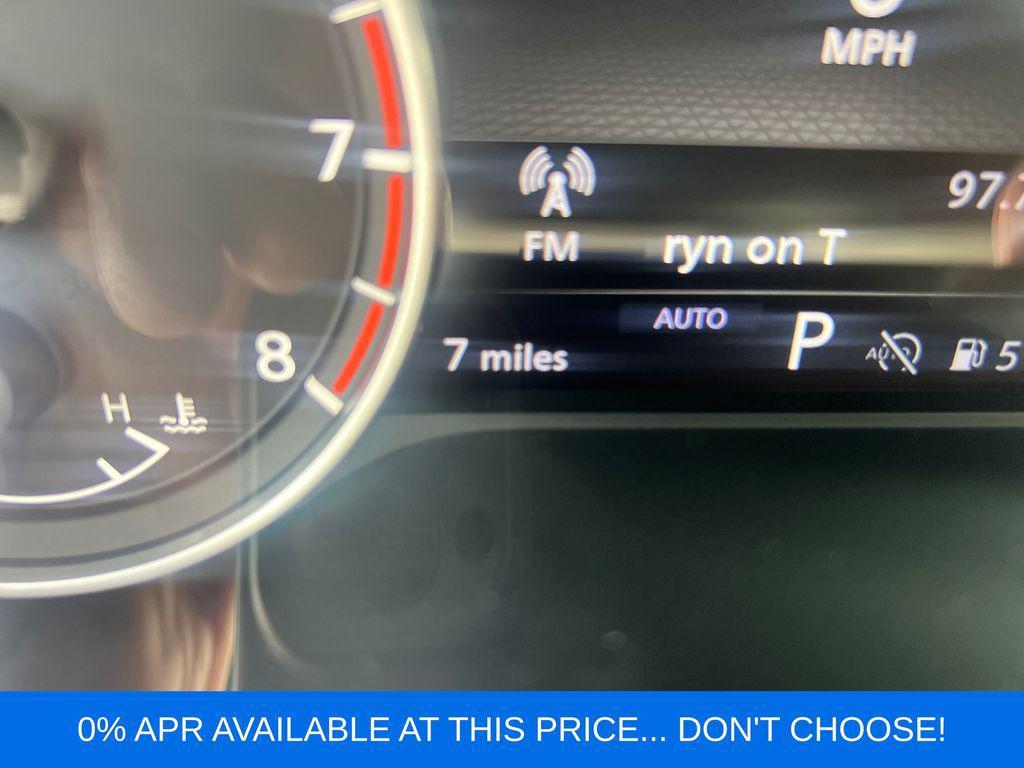 MPH
7
97.7
FM
ryn on T
AUTO
P
7 miles
8
5
H
0% APR AVAILABLE AT THIS PRICE... DON'T CHOOSE!